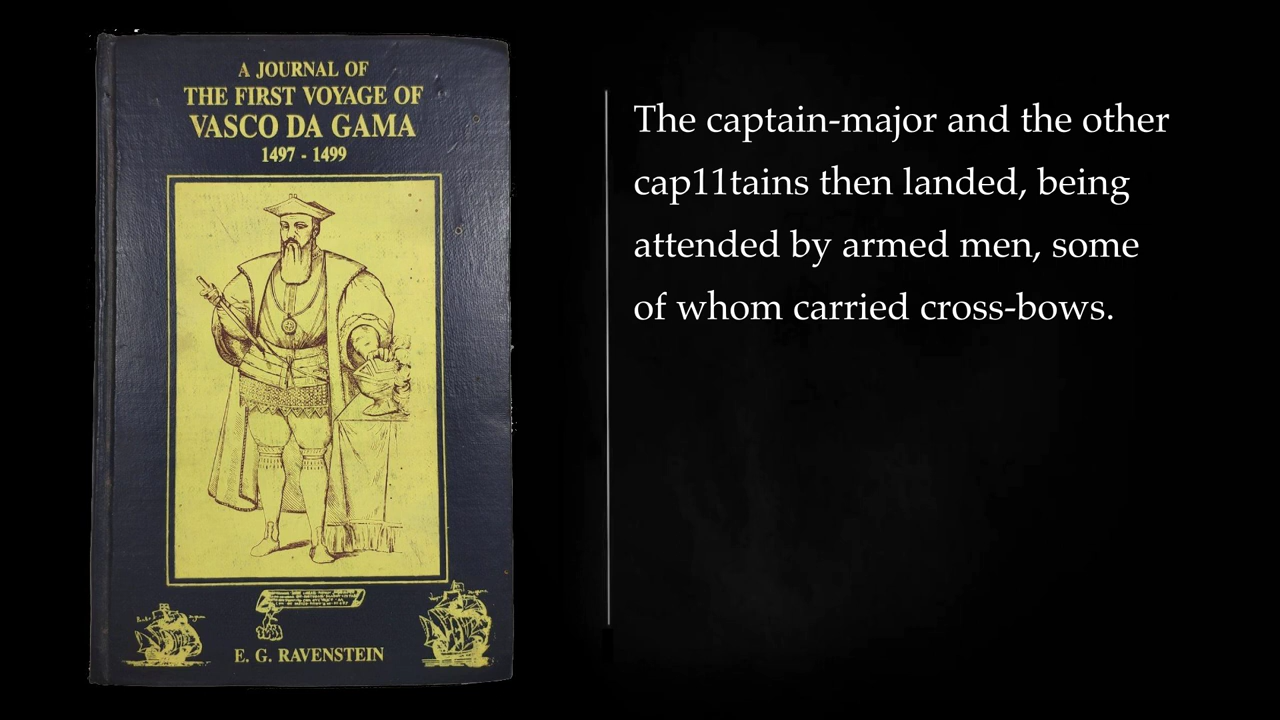 A JOURNAL OF
THE FIRST VOYAGE OF
VASCO DA GAMA
1497 - 1499
E. G. RAVENSTEIN
The captain-major and the other
cap11tains then landed, being
attended by armed men, some
of whom carried cross-bows.